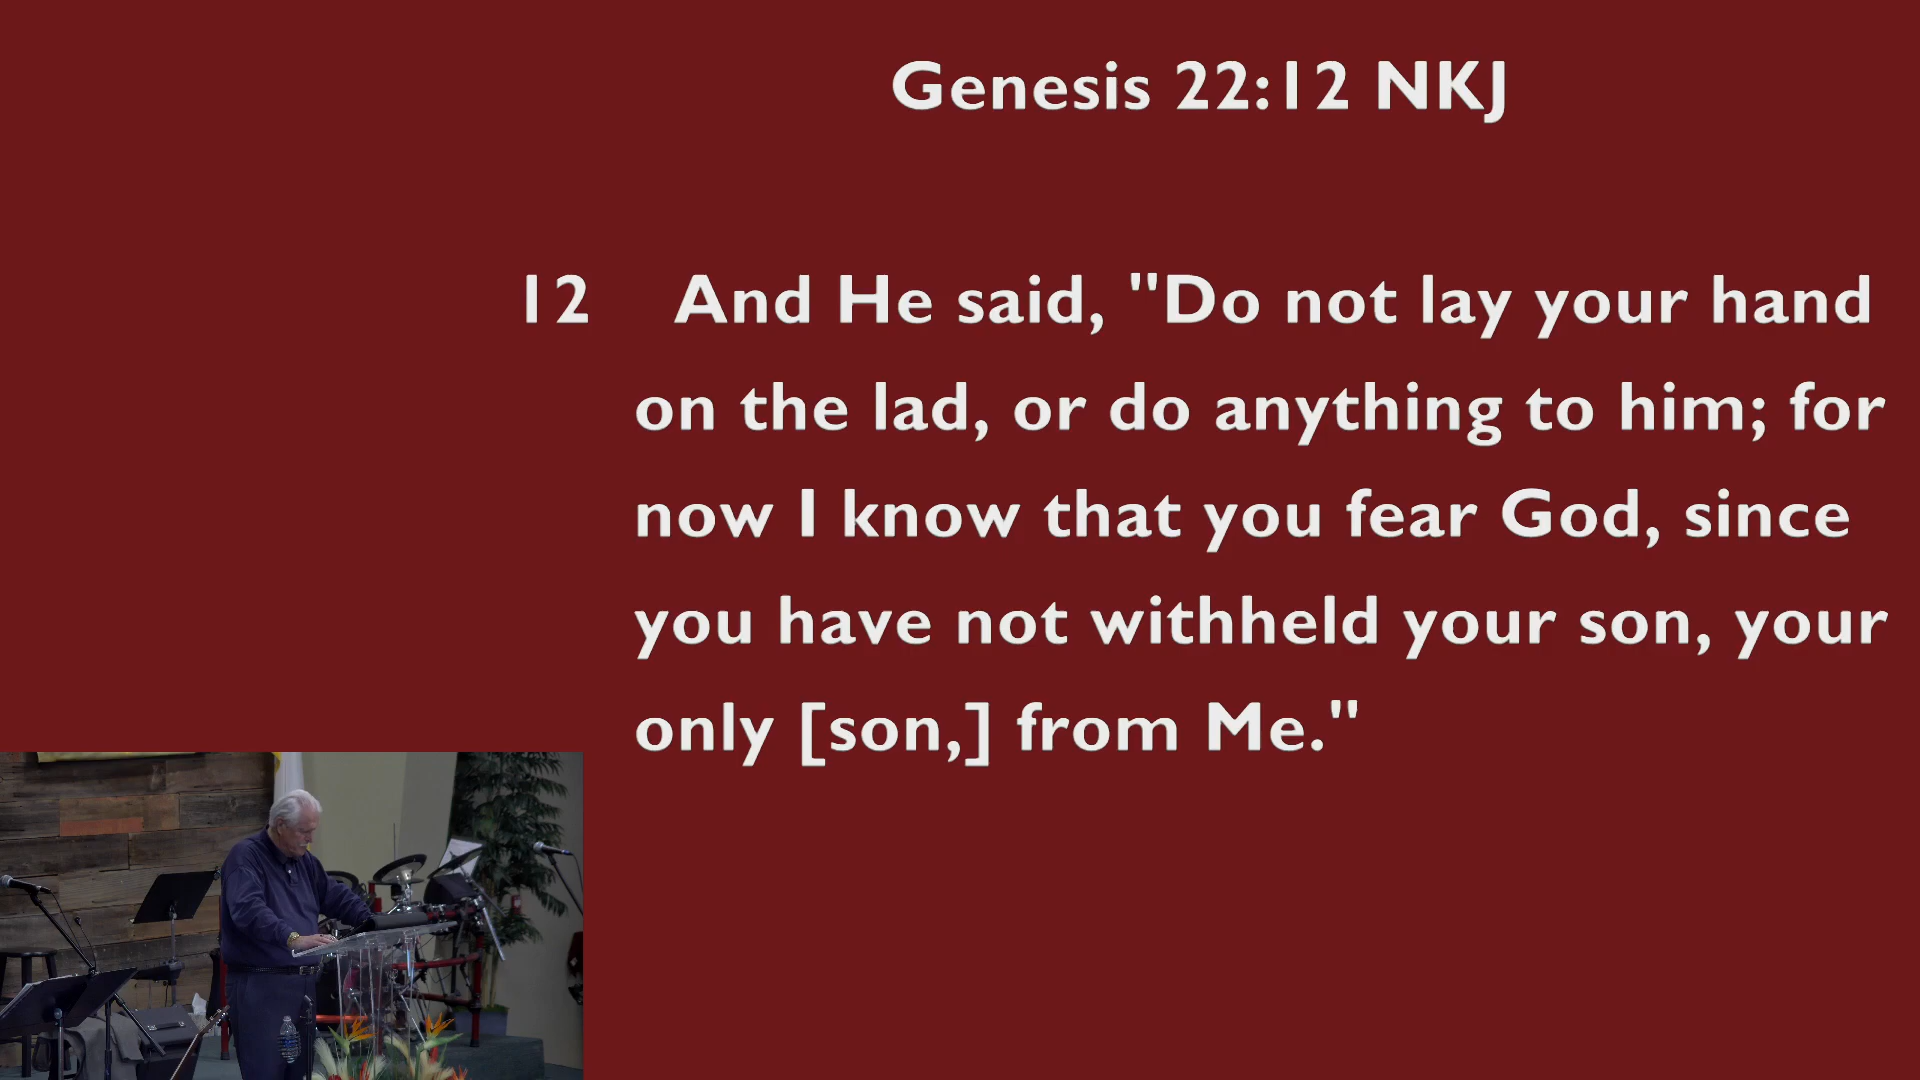 Genesis 22:12 NKJ
12 And He said, "Do not lay your hand
on the lad, or do anything to him; for
now I know that you fear God, since
you have not withheld your son, your
only [son,] from Me."